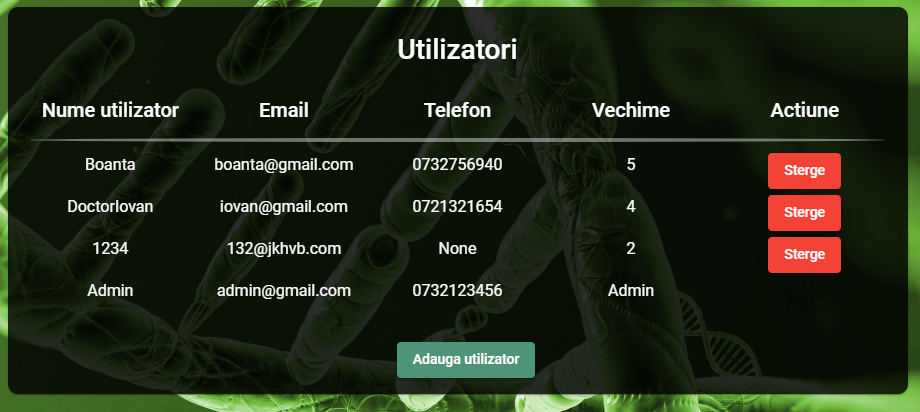 Utilizatori
Nume utilizator Email Telefon Vechime Actiune
Boanta boanta@gmail.com 0732756940 5 Sterge
DoctorIovan iovan@gmail.com 0721321654 4 Sterge
1234 132@jkhvb.com None 2 Sterge
Admin admin@gmail.com 0732123456 Admin
Adauga utilizator